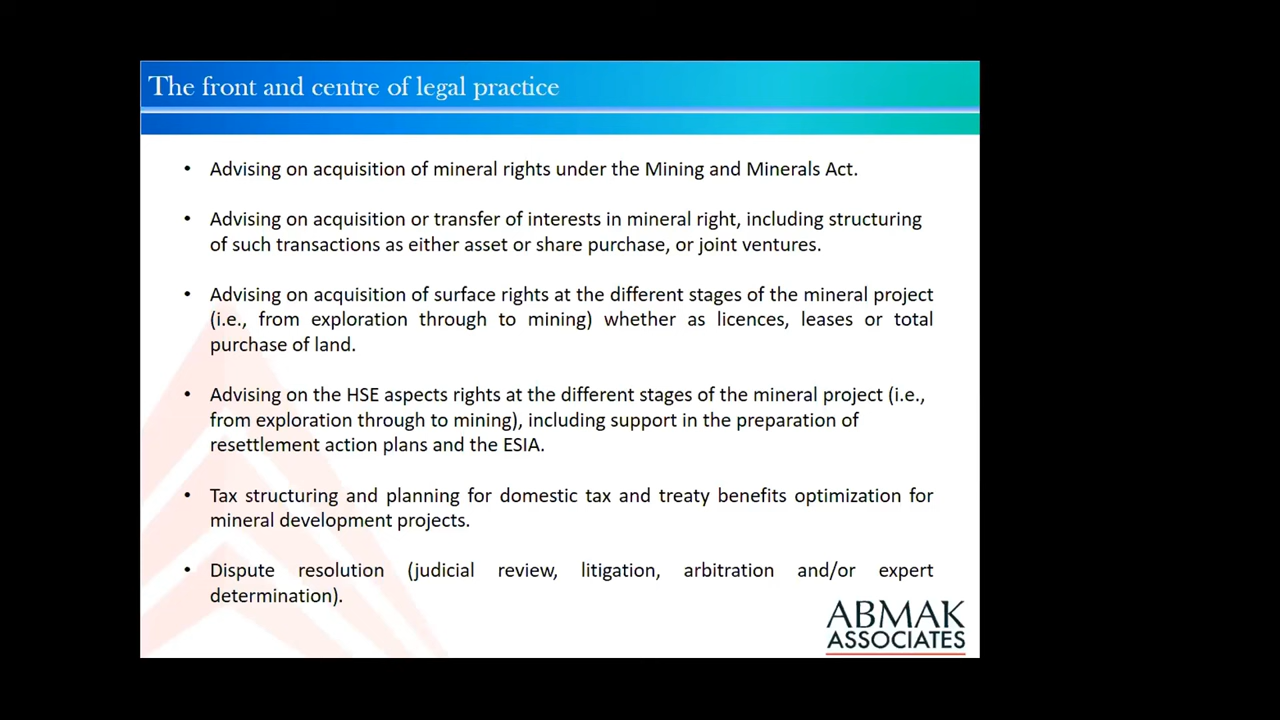 The front and centre of legal practice
• Advising on acquisition of mineral rights under the Mining and Minerals Act.
• Advising on acquisition or transfer of interests in mineral right, including structuring
of such transactions as either asset or share purchase, or joint ventures.
• Advising on acquisition of surface rights at the different stages of the mineral project
(i.e., from exploration through to mining) whether as licences, leases or total
purchase of land.
• Advising on the HSE aspects rights at the different stages of the mineral project (i.e.,
from exploration through to mining), including support in the preparation of
resettlement action plans and the ESIA.
• Tax structuring and planning for domestic tax and treaty benefits optimization for
mineral development projects.
• Dispute resolution (judicial review, litigation, arbitration and/or expert
determination).
ABMAK
ASSOCIATES